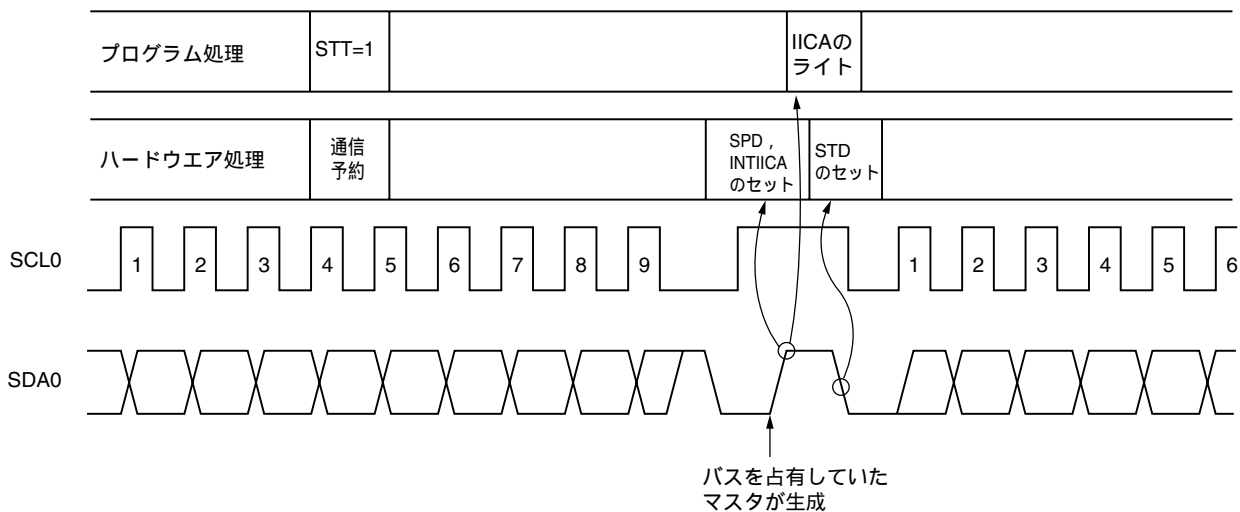 プログラム処理
STT=1
IICAの
ライト
ハードウエア処理
通信
予約
SPD，
INTIICA
のセット
STD
のセット
SCL0
1 2 3 4 5 6 7 8 9 1 2 3 4 5 6
SDA0
バスを占有していた
マスタが生成